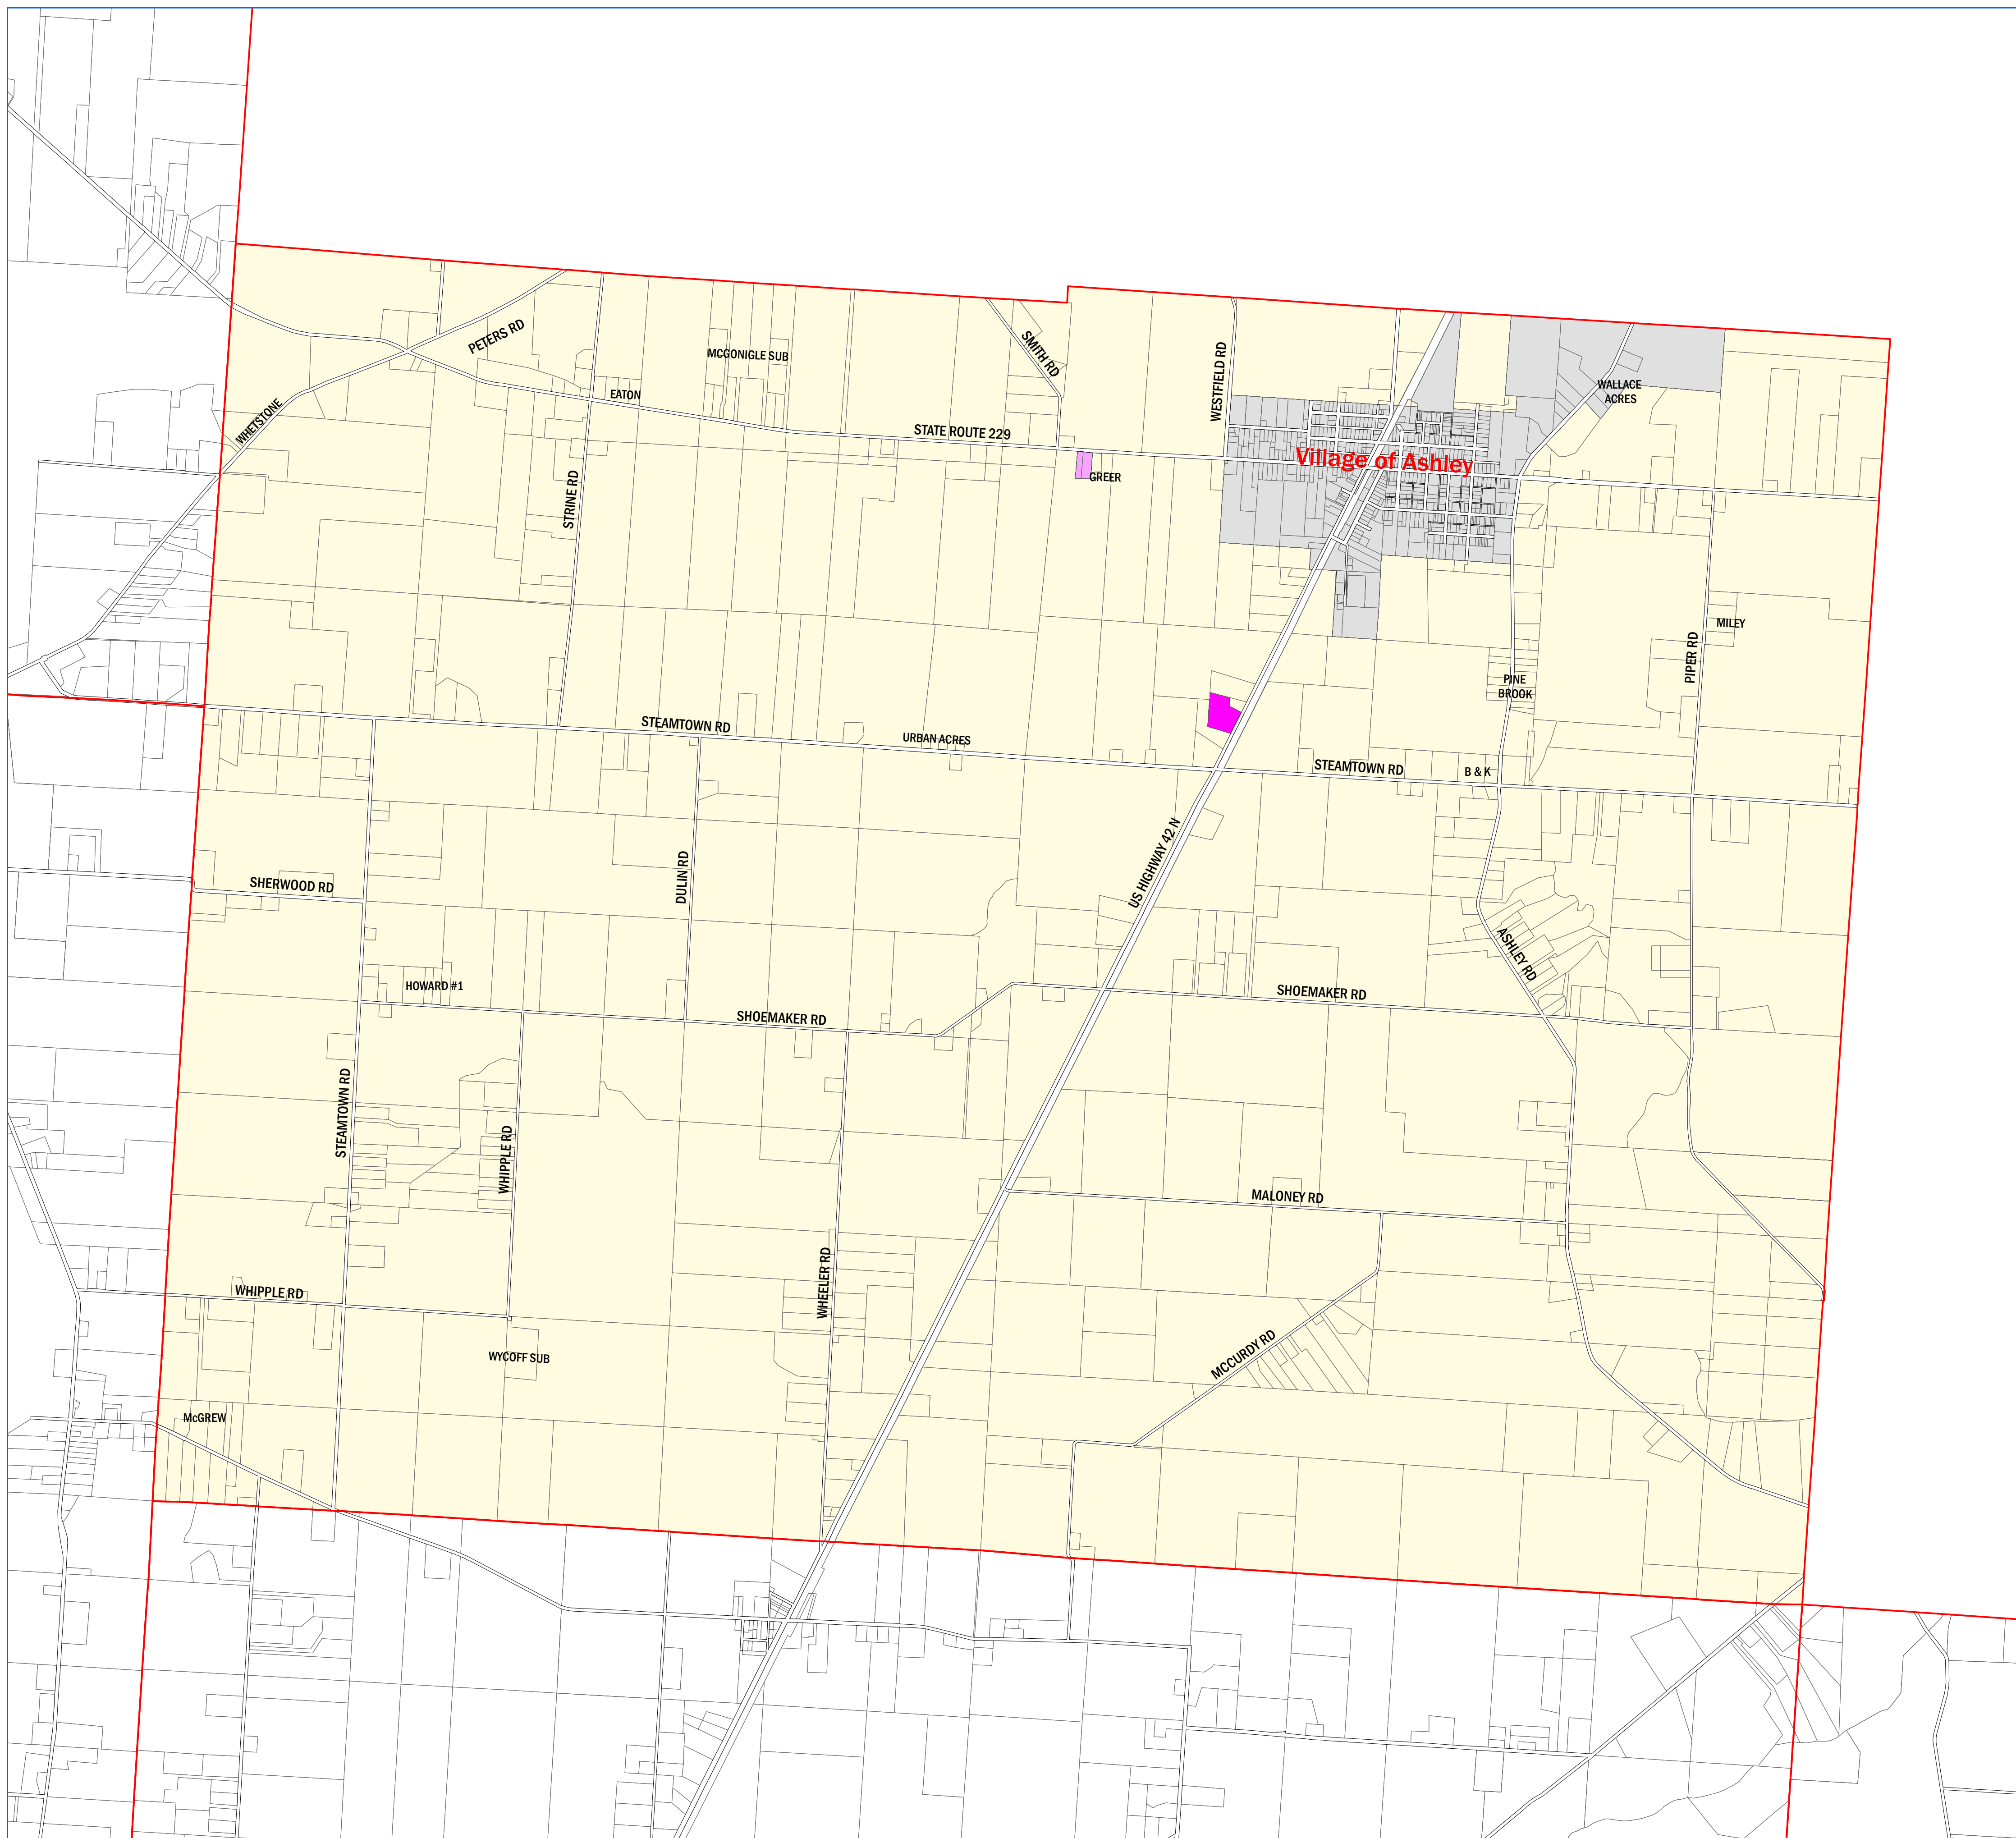 PETERS RD
SMITH RD
MCGONIGLE SUB
WESTFIELD RD
WALLACE
ACRES
EATON
WHETSTONE
STATE ROUTE 229
Village of Ashley
GREER
STRINE RD
MILEY
PIPER RD
PINE
BROOK
STEAMTOWN RD
URBAN ACRES
STEAMTOWN RD
B & K
US HIGHWAY 42 N
DULIN RD
SHERWOOD RD
ASHLEY RD
HOWARD #1
SHOEMAKER RD
SHOEMAKER RD
STEAMTOWN RD
WHIPPLE RD
MALONEY RD
WHEELER RD
WHIPPLE RD
MCCURDY RD
WYCOFF SUB
McGREW